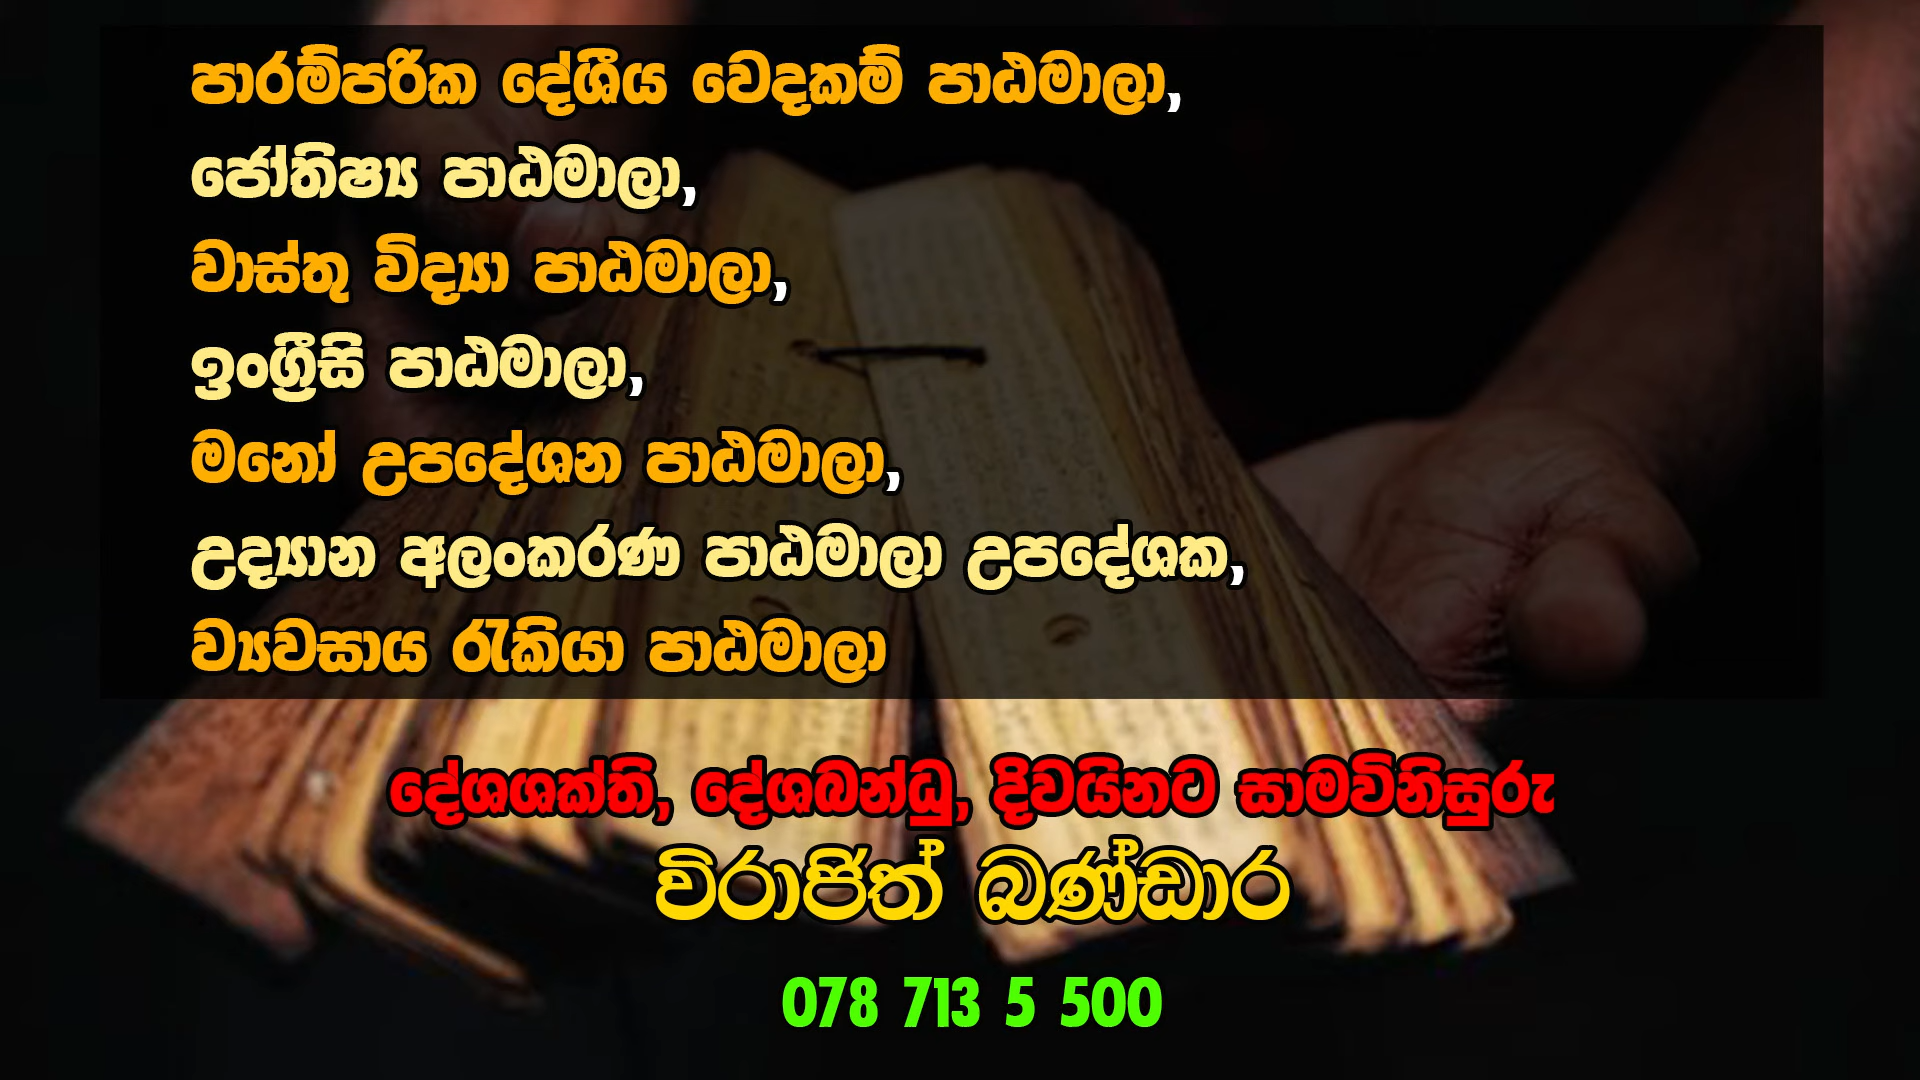 පාරම්පරික දේශීය වෙදකම් පාඨමාලා,
ජෝතිෂ්‍ය පාඨමාලා,
වාස්තු විද්‍යා පාඨමාලා,
ඉංග්‍රීසි පාඨමාලා,
මනෝ උපදේශන පාඨමාලා,
උද්‍යාන අලංකරණ පාඨමාලා උපදේශක,
ව්‍යවසාය රැකියා පාඨමාලා
දේශශක්ති, දේශබන්ධු, දිවයිනට සාමවිනිසුරු
විරාජිත් බණ්ඩාර
078 713 5 500